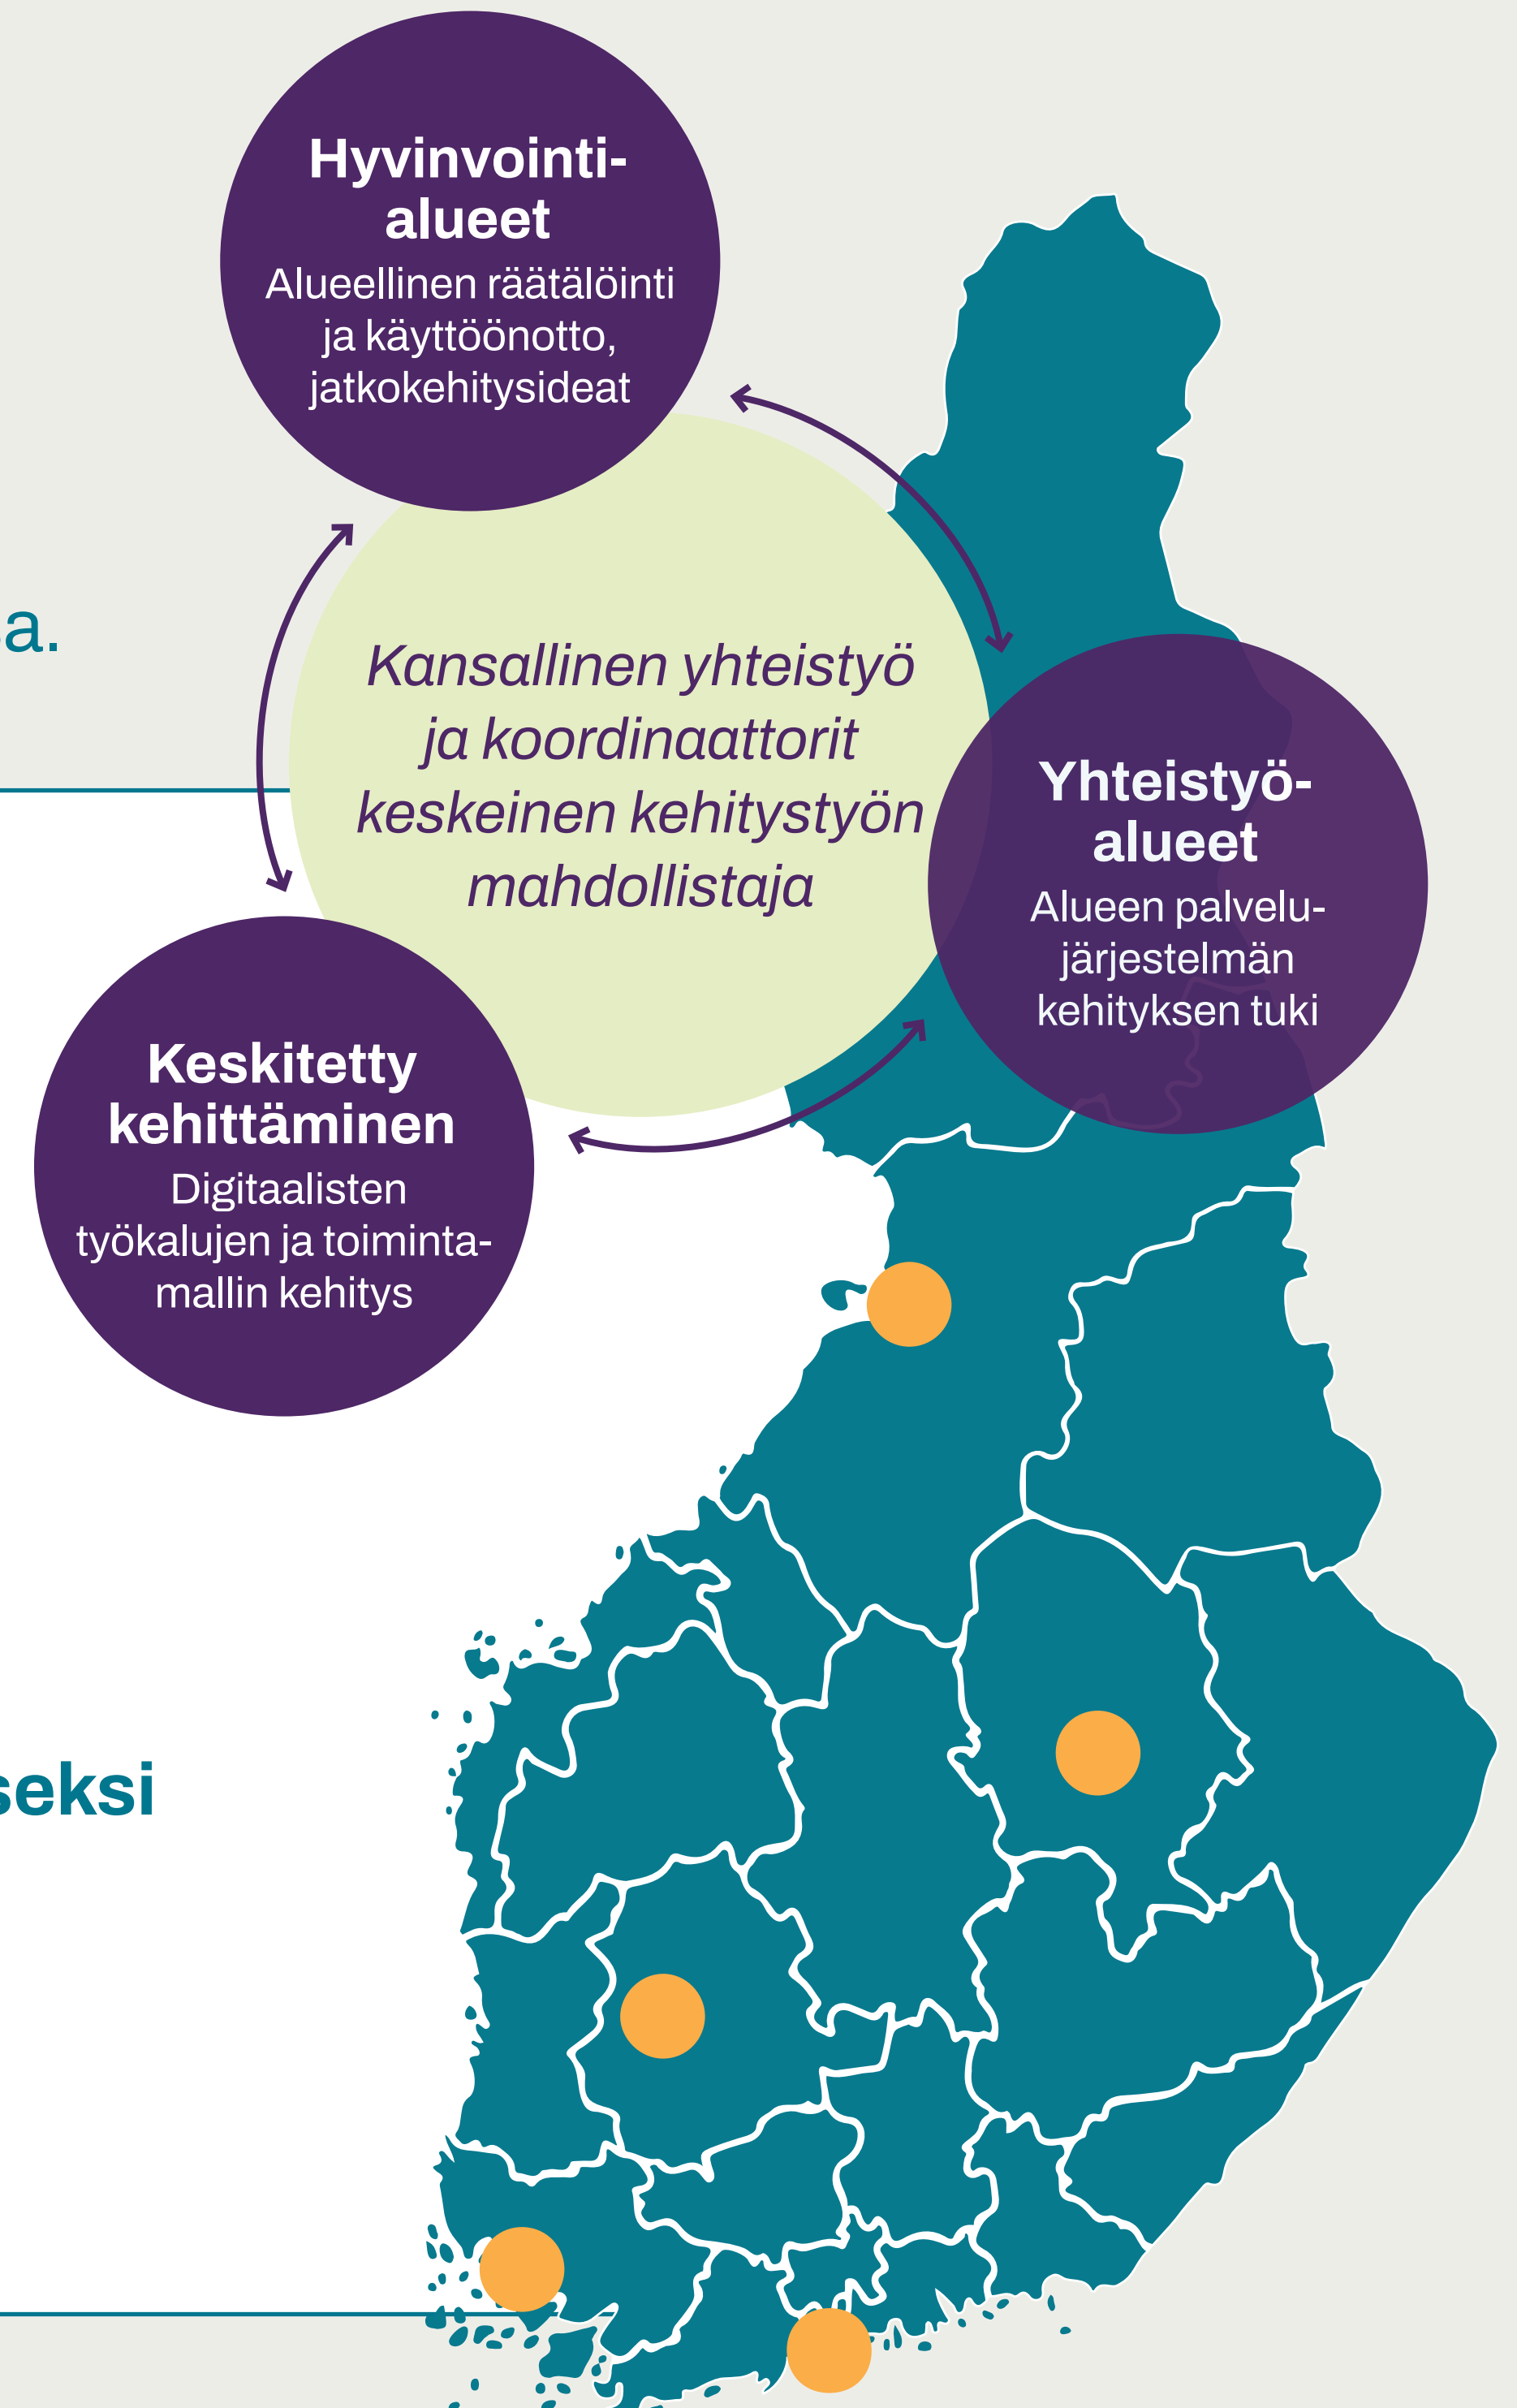 Hyvinvointi-
alueet
Alueellinen räätälöinti
ja käyttöönotto,
jatkokehitysideat
a.
Kansallinen yhteistyö
ja koordinaattorit
keskeinen kehitystyön
mahdollistaja
Yhteistyö-
alueet
Alueen palvelu-
järjestelmän
kehityksen tuki
Keskitetty
kehittäminen
Digitaalisten
työkalujen ja toiminta-
mallin kehitys
seksi